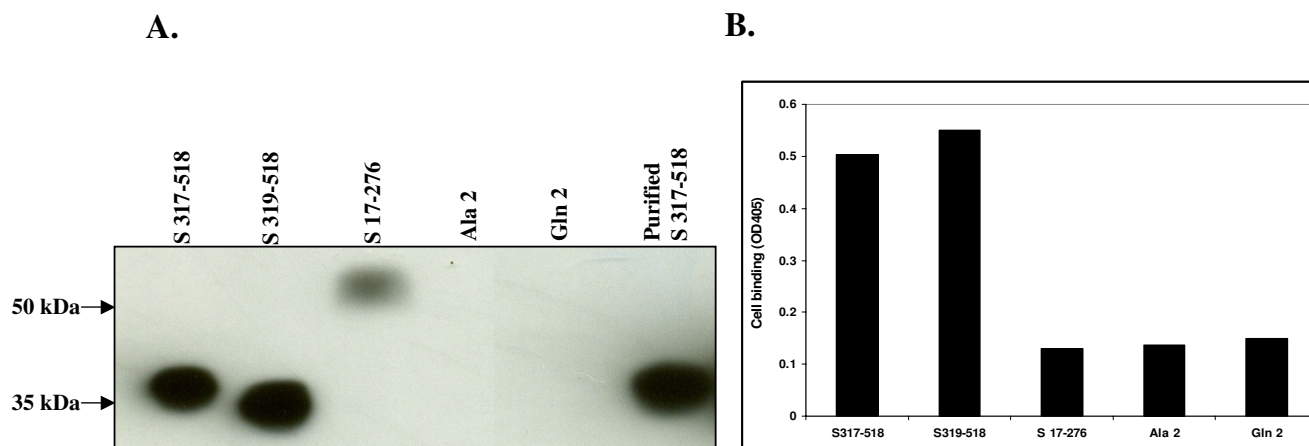 A.
S 317-518
S 319-518
S 17-276
Ala 2
Gln 2
Purified
S 317-518
50 kDa
35 kDa
B.
0.6
0.5
0.4
0.3
0.2
0.1
0
Cell binding (OD405)
S317-518
S319-518
S 17-276
Ala 2
Gln 2